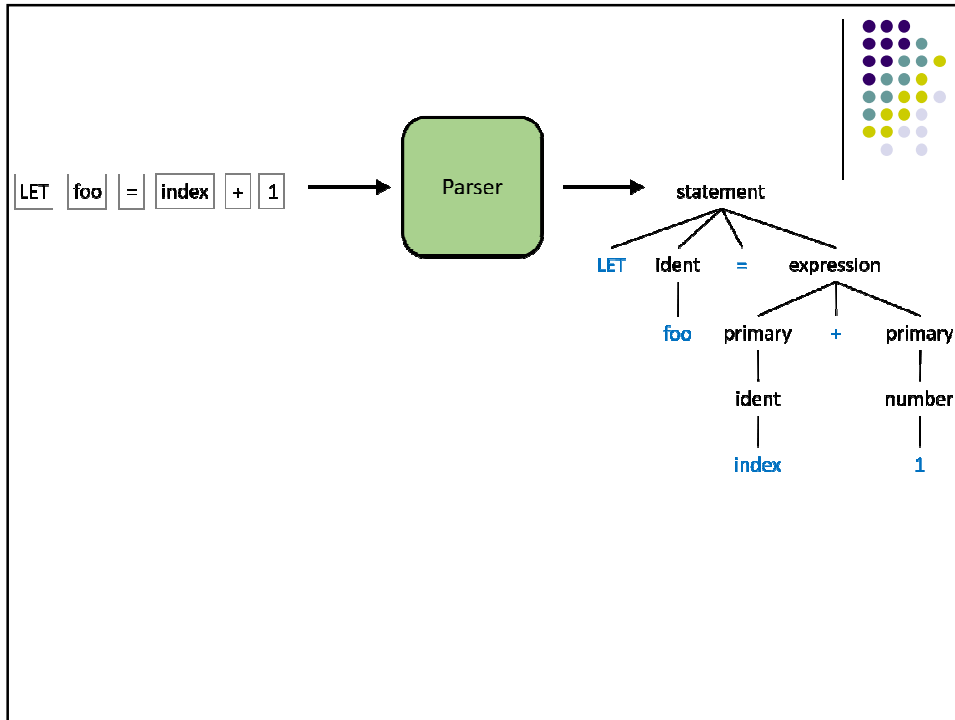 Parser
LET foo = index + 1
statement
LET ident = expression
foo primary + primary
ident number
index 1